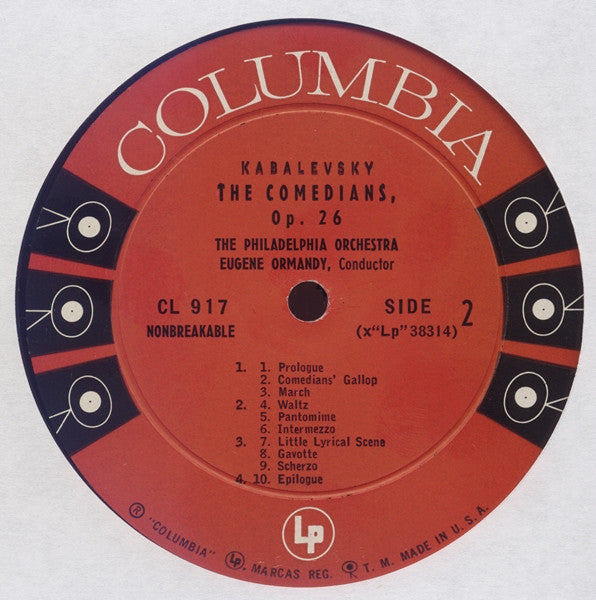 COLUMBIA
KABALEVSKY
THE COMEDIANS,
Op. 26
THE PHILADELPHIA ORCHESTRA
EUGENE ORMANDY, Conductor
CL 917
NONBREAKABLE
SIDE 2
(x"Lp"38314)
1. 1. Prologue
2. Comedians' Gallop
3. March
2. 4. Waltz
5. Pantomime
6. Intermezzo
3. 7. Little Lyrical Scene
8. Gavotte
9. Scherzo
4. 10. Epilogue
Lp
® "COLUMBIA" Lp, MARCAS REG. T. M. MADE IN U.S.A.